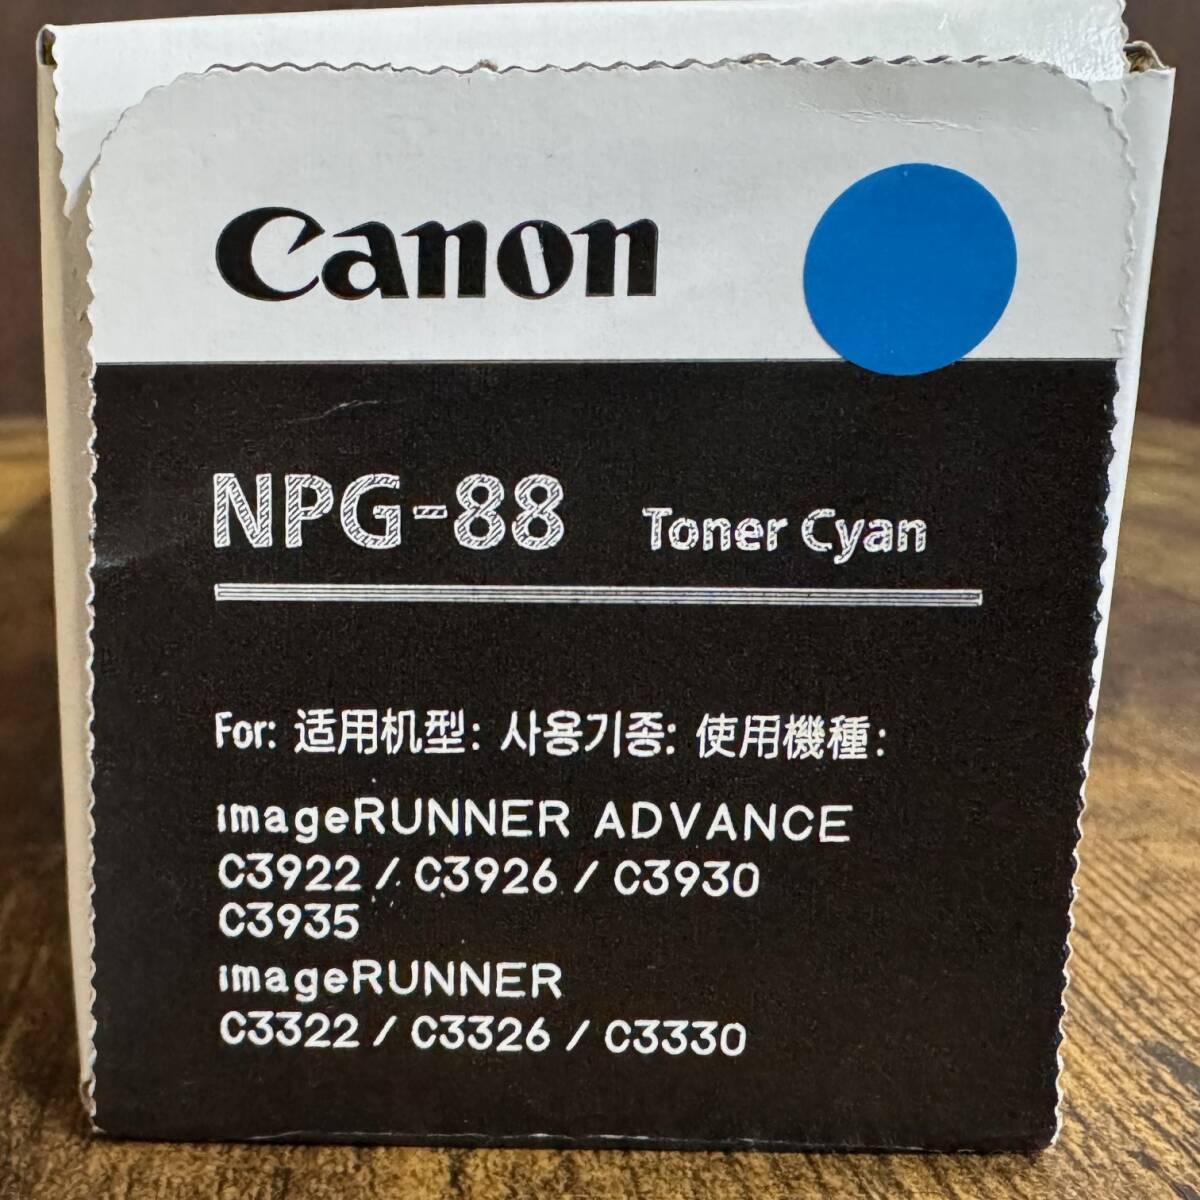 Canon
NPG-88 Toner Cyan
For: 适用机型: 사용기종: 使用機種:
imageRUNNER ADVANCE
C3922 / C3926 / C3930
C3935
imageRUNNER
C3322 / C3326 / C3330